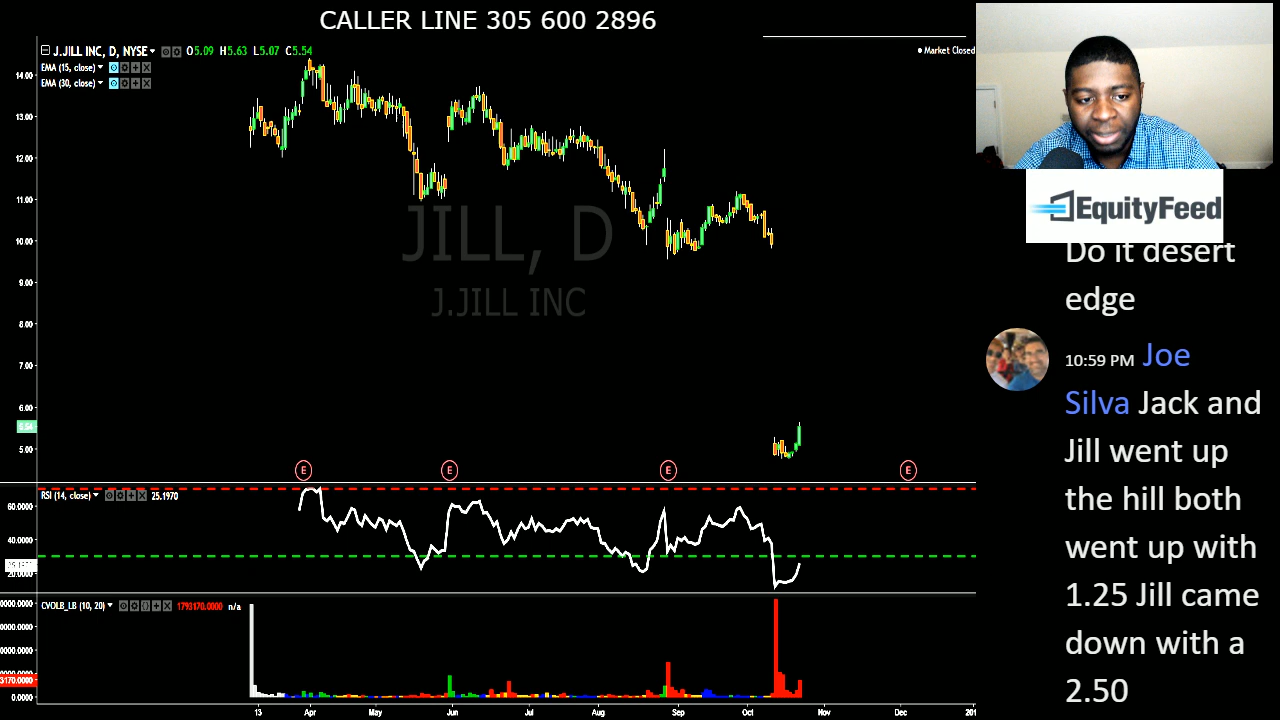 CALLER LINE 305 600 2896
J.JILL INC, D, NYSE O5.09 H5.63 L5.07 C5.54
Market Closed
EMA (15, close)
EMA (30, close)
14.00
13.00
12.00
11.00
10.00
9.00
8.00
7.00
6.00
5.54
5.00
JILL, D
J.JILL INC
E E E E
RSI (14, close) 25.1970
60.0000
40.0000
20.0000
CVOLB_LB (10, 20) 1793170.0000 n/a
0.0000
13 Apr May Jun Jul Aug Sep Oct Nov Dec
EquityFeed
Do it desert
edge
10:59 PM Joe
Silva Jack and
Jill went up
the hill both
went up with
1.25 Jill came
down with a
2.50